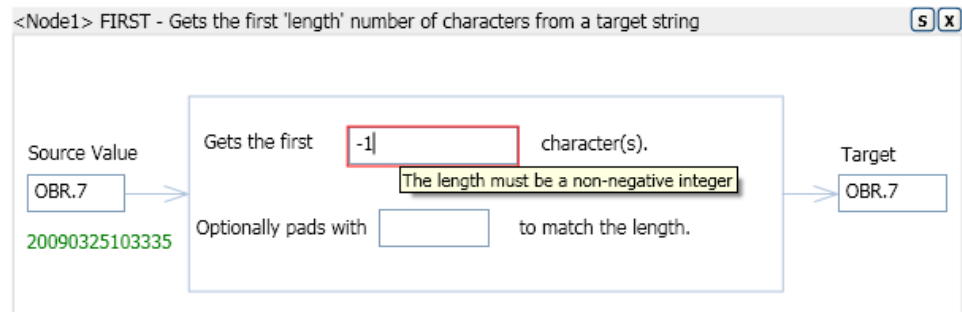 <Node1> FIRST - Gets the first 'length' number of characters from a target string
S X
Gets the first -1 character(s).
Source Value
Target
The length must be a non-negative integer
OBR.7
OBR.7
Optionally pads with to match the length.
20090325103335